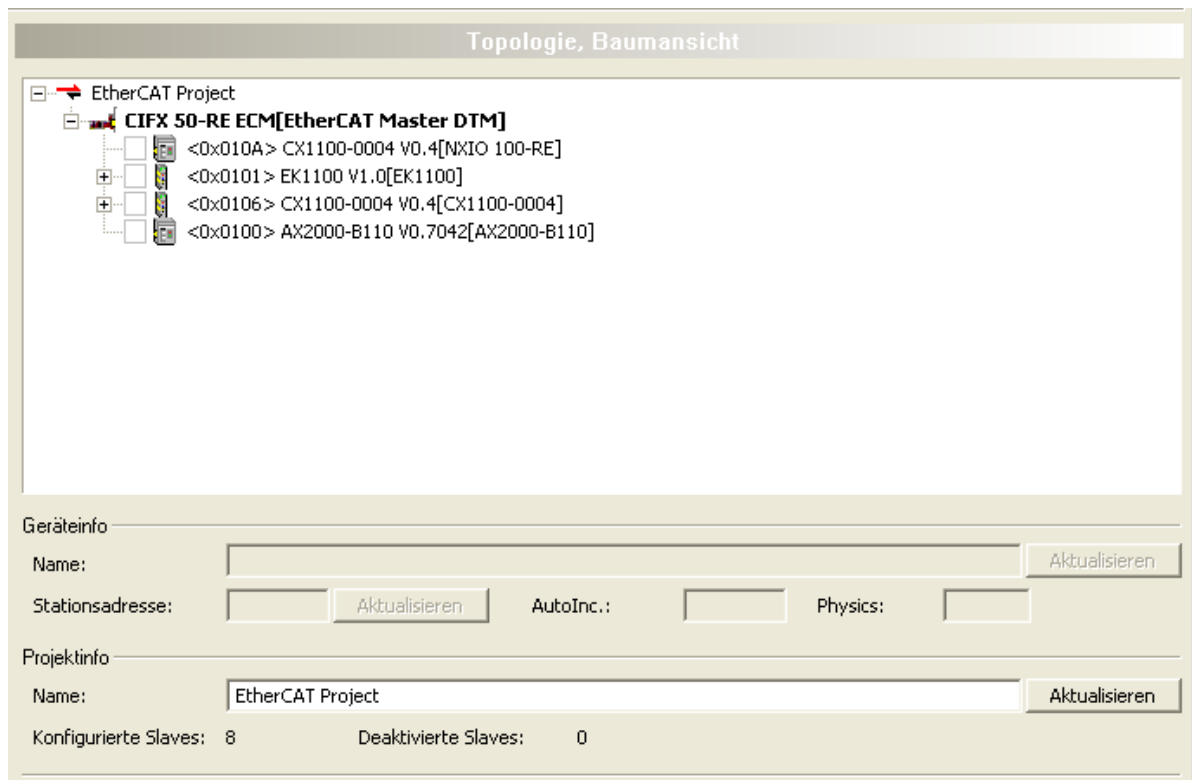 Topologie, Baumansicht
EtherCAT Project
CIFX 50-RE ECM[EtherCAT Master DTM]
<0x010A> CX1100-0004 V0.4[NXIO 100-RE]
<0x0101> EK1100 V1.0[EK1100]
<0x0106> CX1100-0004 V0.4[CX1100-0004]
<0x0100> AX2000-B110 V0.7042[AX2000-B110]
Geräteinfo
Name: Aktualisieren
Stationsadresse: Aktualisieren AutoInc.: Physics:
Projektinfo
Name: EtherCAT Project Aktualisieren
Konfigurierte Slaves: 8 Deaktivierte Slaves: 0